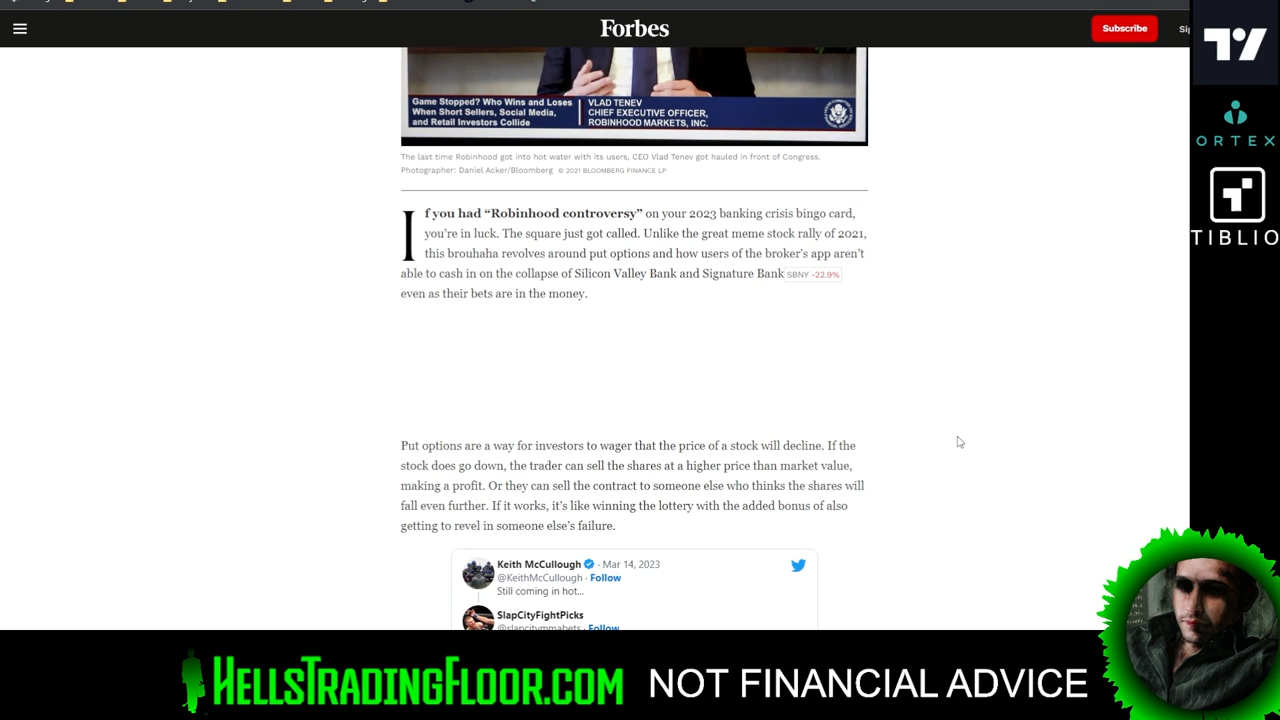 Forbes
Subscribe
Game Stopped? Who Wins and Loses
When Short Sellers, Social Media,
and Retail Investors Collide
VLAD TENEV
CHIEF EXECUTIVE OFFICER,
ROBINHOOD MARKETS, INC.
The last time Robinhood got into hot water with its users, CEO Vlad Tenev got hauled in front of Congress.
Photographer: Daniel Acker/Bloomberg © 2021 BLOOMBERG FINANCE LP
If you had “Robinhood controversy” on your 2023 banking crisis bingo card,
you’re in luck. The square just got called. Unlike the great meme stock rally of 2021,
this brouhaha revolves around put options and how users of the broker’s app aren’t
able to cash in on the collapse of Silicon Valley Bank and Signature Bank SBNY -22.9%
even as their bets are in the money.
Put options are a way for investors to wager that the price of a stock will decline. If the
stock does go down, the trader can sell the shares at a higher price than market value,
making a profit. Or they can sell the contract to someone else who thinks the shares will
fall even further. If it works, it’s like winning the lottery with the added bonus of also
getting to revel in someone else’s failure.
Keith McCullough · Mar 14, 2023
@KeithMcCullough · Follow
Still coming in hot...
SlapCityFightPicks
@slapcitymmabets · Follow
ORTEX
TIBLIO
HELLSTRADINGFLOOR.COM
NOT FINANCIAL ADVICE